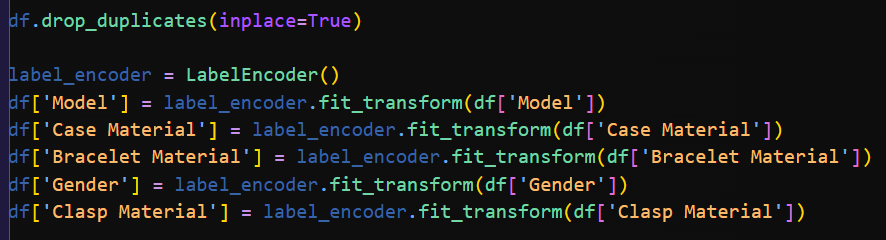 df.drop_duplicates(inplace=True)
label_encoder = LabelEncoder()
df['Model'] = label_encoder.fit_transform(df['Model'])
df['Case Material'] = label_encoder.fit_transform(df['Case Material'])
df['Bracelet Material'] = label_encoder.fit_transform(df['Bracelet Material'])
df['Gender'] = label_encoder.fit_transform(df['Gender'])
df['Clasp Material'] = label_encoder.fit_transform(df['Clasp Material'])